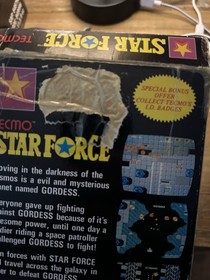 TECMO STAR FORCE
SPECIAL BONUS
OFFER
COLLECT TECMO'S
I.D. BADGES
TECMO
STAR FORCE
oving in the darkness of the
osmos is a evil and mysterious
anet named GORDESS.
eryone gave up fighting
ainst GORDESS because of it's
esome power, until one day a
dier riding a space patroller
allenged GORDESS to fight!
n forces with STAR FORCE
d travel across the galaxy in
er to defeat GORDESS.